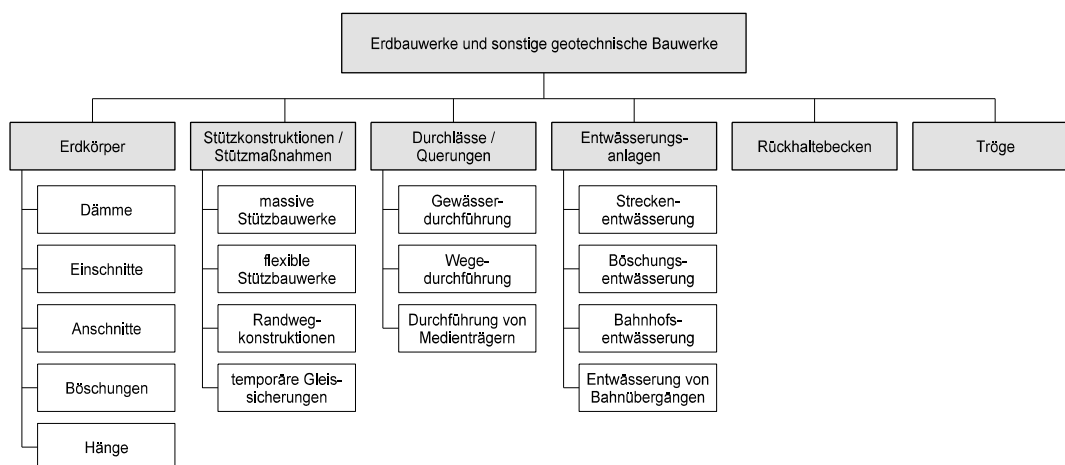 Erdbauwerke und sonstige geotechnische Bauwerke
Erdkörper
Dämme
Einschnitte
Anschnitte
Böschungen
Hänge
Stützkonstruktionen /
Stützmaßnahmen
massive
Stützbauwerke
flexible
Stützbauwerke
Randweg-
konstruktionen
temporäre Gleis-
sicherungen
Durchlässe /
Querungen
Gewässer-
durchführung
Wege-
durchführung
Durchführung von
Medienträgern
Entwässerungs-
anlagen
Strecken-
entwässerung
Böschungs-
entwässerung
Bahnhofs-
entwässerung
Entwässerung von
Bahnübergängen
Rückhaltebecken
Tröge